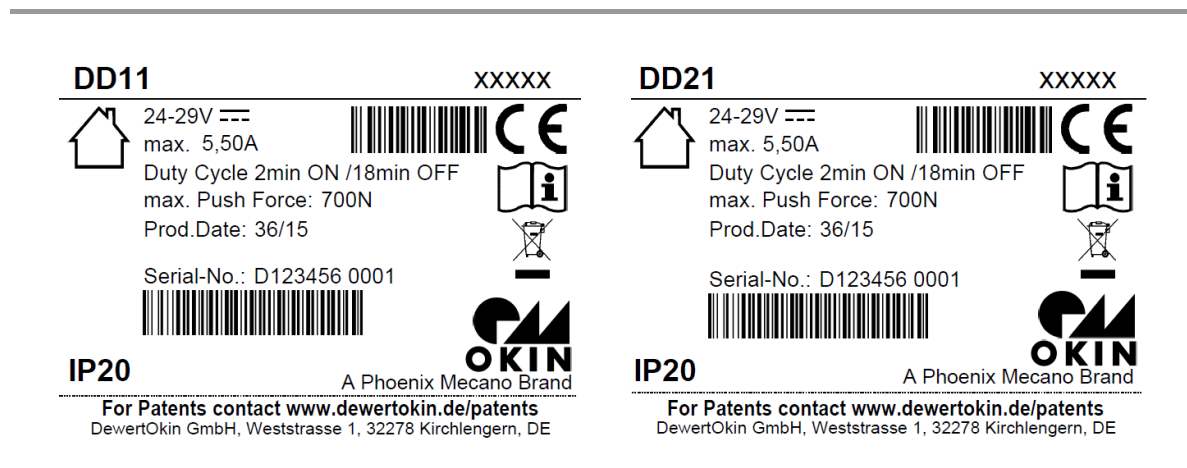 DD11 xxxxx
24-29V
max. 5,50A
CE
Duty Cycle 2min ON /18min OFF
max. Push Force: 700N
Prod.Date: 36/15
Serial-No.: D123456 0001
OKIN
IP20
A Phoenix Mecano Brand
For Patents contact www.dewertokin.de/patents
DewertOkin GmbH, Weststrasse 1, 32278 Kirchlengern, DE
DD21 xxxxx
24-29V
max. 5,50A
CE
Duty Cycle 2min ON /18min OFF
max. Push Force: 700N
Prod.Date: 36/15
Serial-No.: D123456 0001
OKIN
IP20
A Phoenix Mecano Brand
For Patents contact www.dewertokin.de/patents
DewertOkin GmbH, Weststrasse 1, 32278 Kirchlengern, DE